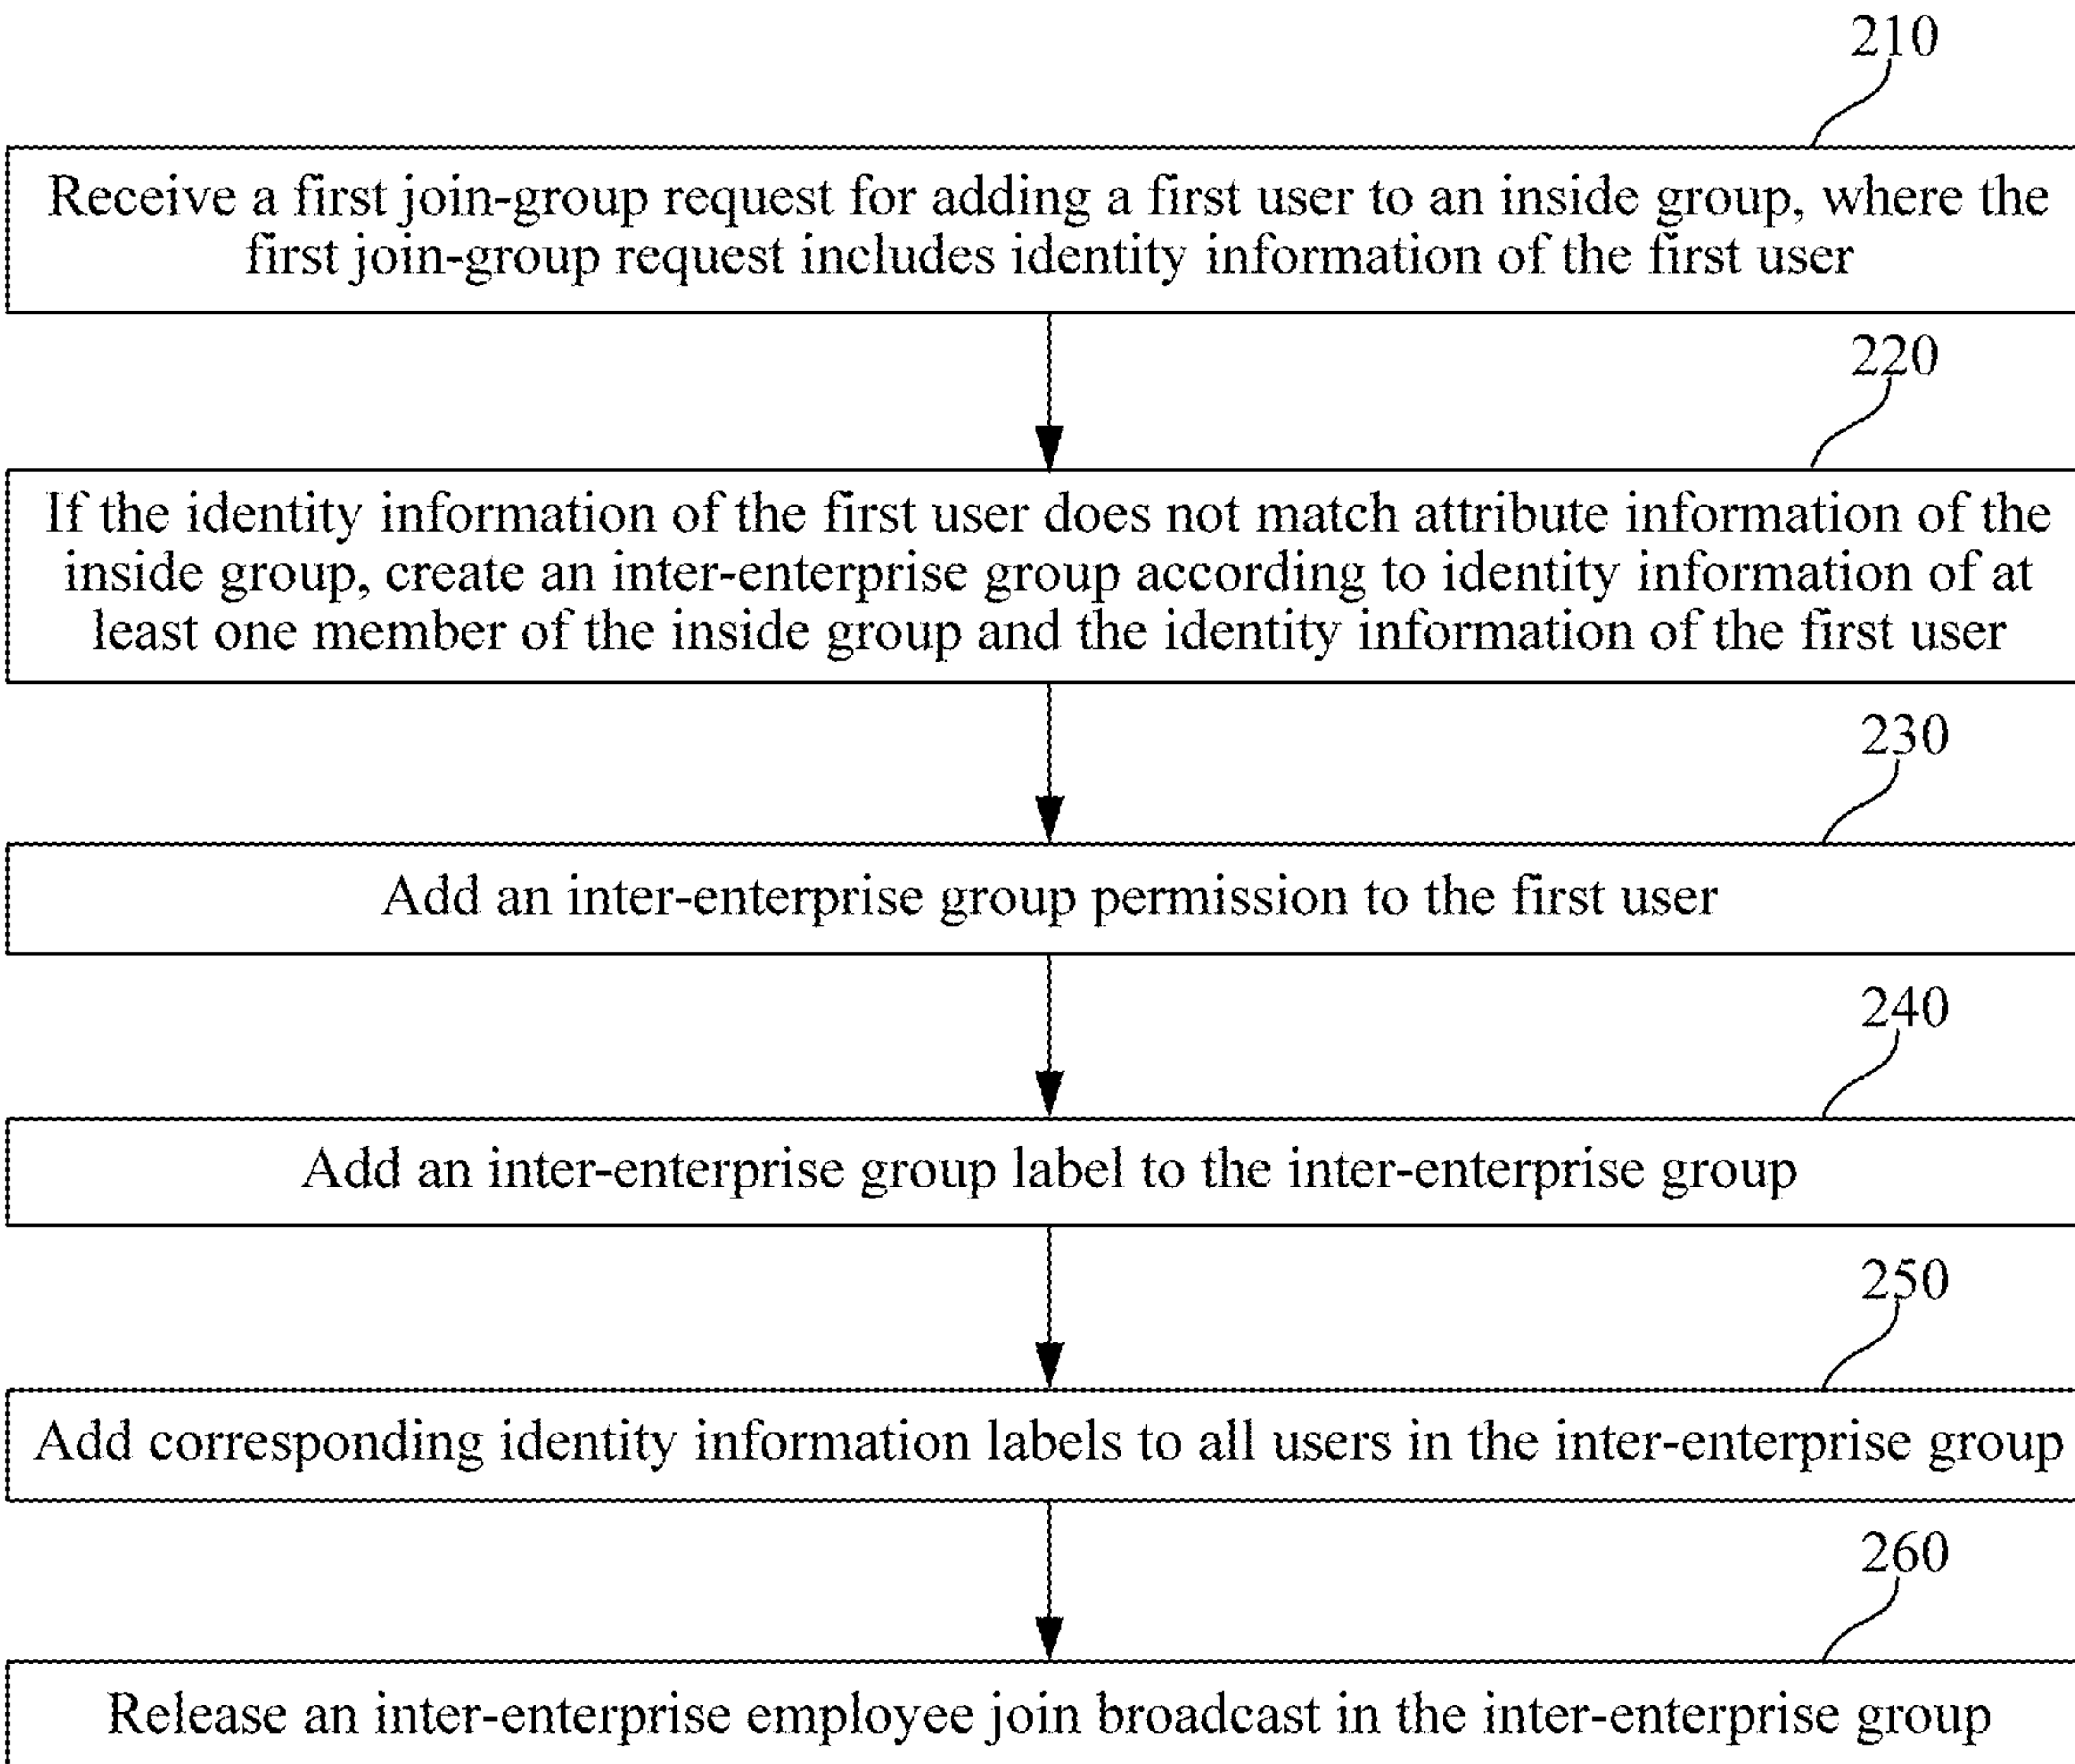 210
Receive a first join-group request for adding a first user to an inside group, where the
first join-group request includes identity information of the first user
220
If the identity information of the first user does not match attribute information of the
inside group, create an inter-enterprise group according to identity information of at
least one member of the inside group and the identity information of the first user
230
Add an inter-enterprise group permission to the first user
240
Add an inter-enterprise group label to the inter-enterprise group
250
Add corresponding identity information labels to all users in the inter-enterprise group
260
Release an inter-enterprise employee join broadcast in the inter-enterprise group